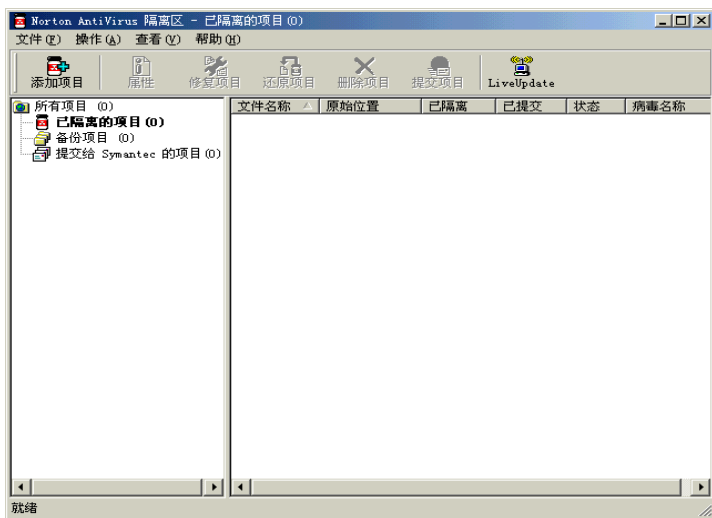 Norton AntiVirus 隔离区 - 已隔离的项目(0)
文件(F) 操作(A) 查看(V) 帮助(H)
添加项目 属性 修复项目 还原项目 删除项目 提交项目 LiveUpdate
所有项目 (0)
已隔离的项目(0)
备份项目 (0)
提交给 Symantec 的项目(0)
文件名称 原始位置 已隔离 已提交 状态 病毒名称
就绪